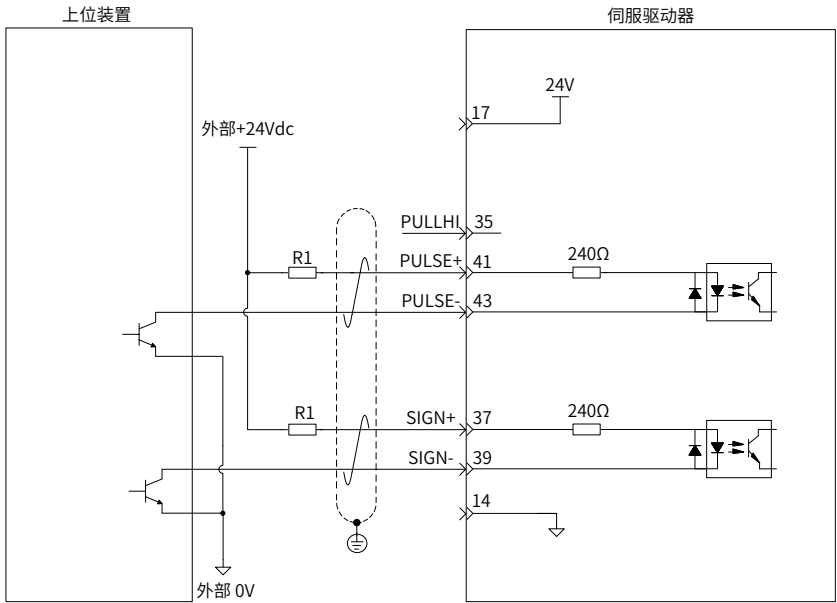 上位装置
伺服驱动器
24V
17
外部+24Vdc
PULLHI 35
R1
PULSE+ 41
240Ω
PULSE- 43
R1
SIGN+ 37
240Ω
SIGN- 39
14
外部 0V